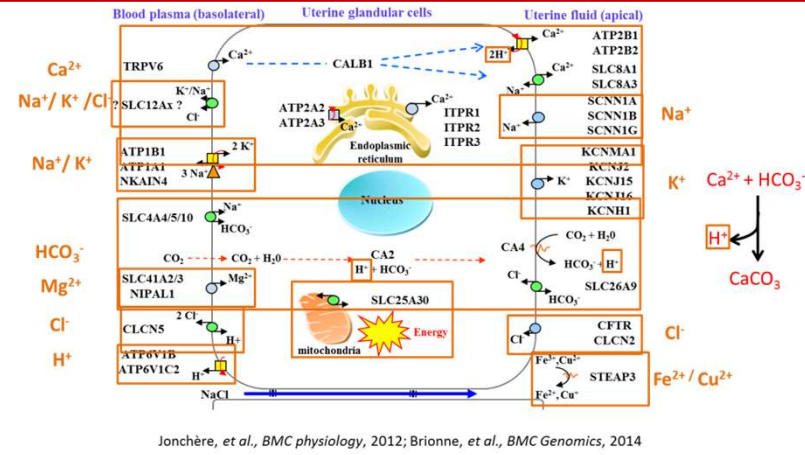 Blood plasma (basolateral)
Uterine glandular cells
Uterine fluid (apical)
Ca²⁺
TRPV6
Ca²⁺
CALB1
2H⁺
Ca²⁺
ATP2B1
ATP2B2
Ca²⁺
Na⁺
SLC8A1
SLC8A3
Na⁺/ K⁺ /Cl⁻
? SLC12Ax ?
K⁺/Na⁺
Cl⁻
ATP2A2
ATP2A3
Ca²⁺
Ca²⁺
ITPR1
ITPR2
ITPR3
Endoplasmic
reticulum
Na⁺
SCNN1A
SCNN1B
SCNN1G
Na⁺
Na⁺/ K⁺
ATP1B1
ATP1A1
NKAIN4
2 K⁺
3 Na⁺
K⁺
KCNMA1
KCNJ2
KCNJ15
KCNJ16
KCNH1
K⁺
Ca²⁺ + HCO₃⁻
H⁺
CaCO₃
Nucleus
HCO₃⁻
SLC4A4/5/10
Na⁺
HCO₃⁻
CO₂
CO₂ + H₂0
CA2
H⁺ + HCO₃⁻
CA4
CO₂ + H₂0
HCO₃⁻ + H⁺
Cl⁻
HCO₃⁻
SLC26A9
Mg²⁺
SLC41A2/3
NIPAL1
Mg²⁺
SLC25A30
Energy
mitochondria
Cl⁻
CLCN5
2 Cl⁻
H+
Cl⁻
CFTR
CLCN2
Cl⁻
H⁺
ATP6V1B
ATP6V1C2
H⁺
Fe³⁺,Cu²⁺
STEAP3
Fe²⁺,Cu⁺
Fe²⁺ / Cu²⁺
NaCl
Jonchère, et al., BMC physiology, 2012; Brionne, et al., BMC Genomics, 2014